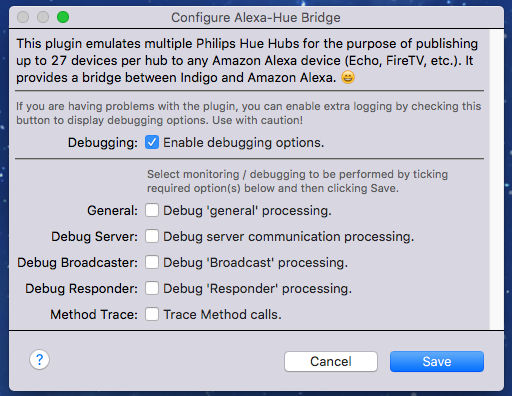 Configure Alexa-Hue Bridge
This plugin emulates multiple Philips Hue Hubs for the purpose of publishing
up to 27 devices per hub to any Amazon Alexa device (Echo, FireTV, etc.). It
provides a bridge between Indigo and Amazon Alexa. 😀
If you are having problems with the plugin, you can enable extra logging by checking this
button to display debugging options. Use with caution!
Debugging: Enable debugging options.
Select monitoring / debugging to be performed by ticking
required option(s) below and then clicking Save.
General: Debug 'general' processing.
Debug Server: Debug server communication processing.
Debug Broadcaster: Debug 'Broadcast' processing.
Debug Responder: Debug 'Responder' processing.
Method Trace: Trace Method calls.
? Cancel Save